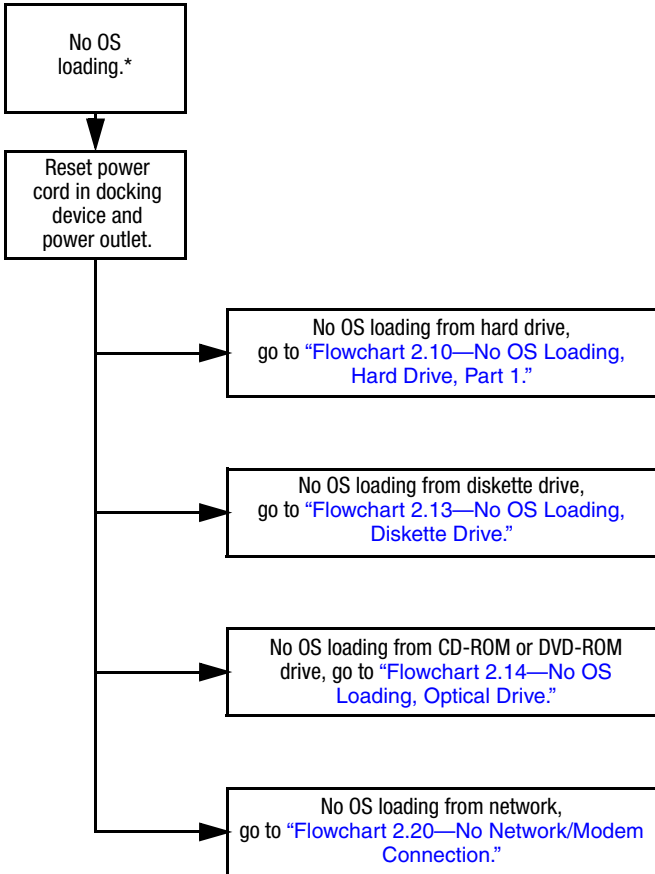 No OS
loading.*
Reset power
cord in docking
device and
power outlet.
No OS loading from hard drive,
go to “Flowchart 2.10—No OS Loading,
Hard Drive, Part 1.”
No OS loading from diskette drive,
go to “Flowchart 2.13—No OS Loading,
Diskette Drive.”
No OS loading from CD-ROM or DVD-ROM
drive, go to “Flowchart 2.14—No OS
Loading, Optical Drive.”
No OS loading from network,
go to “Flowchart 2.20—No Network/Modem
Connection.”